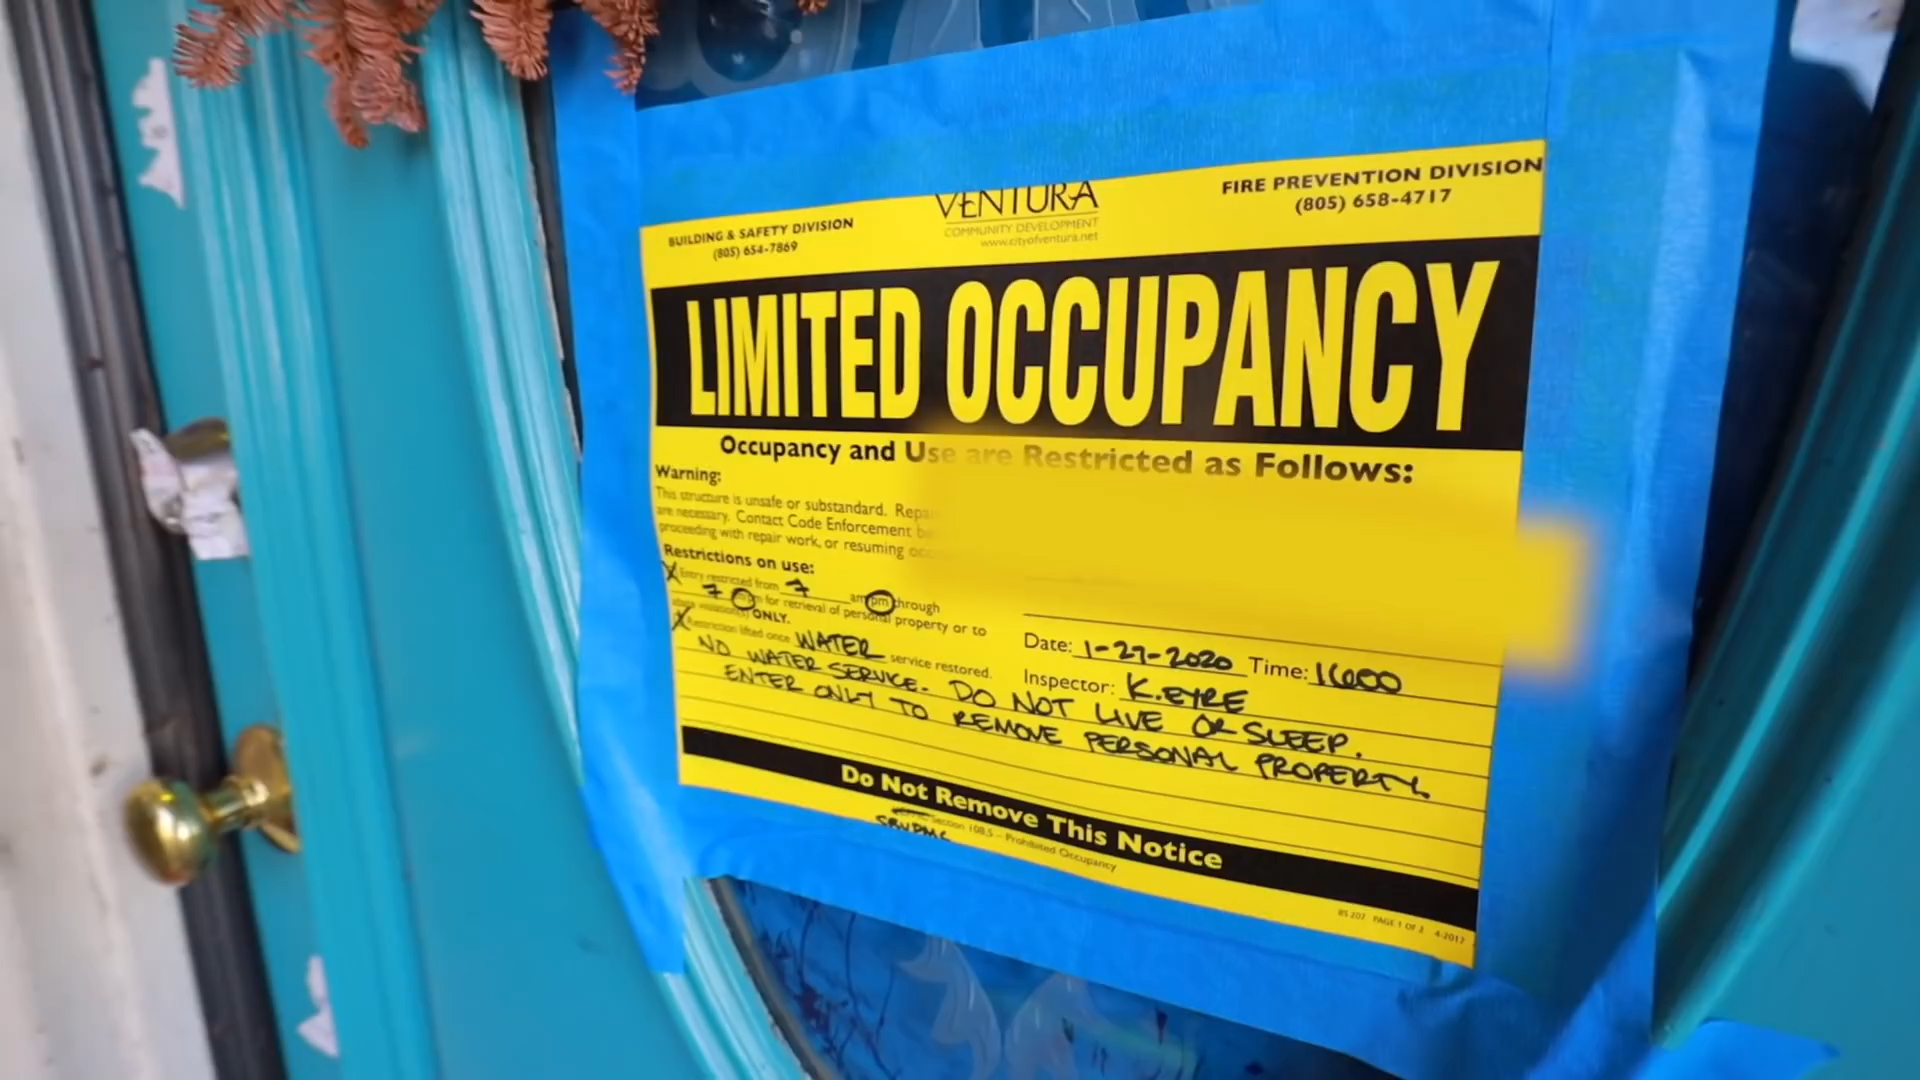 VENTURA
COMMUNITY DEVELOPMENT
www.cityofventura.net
BUILDING & SAFETY DIVISION
(805) 654-7869
FIRE PREVENTION DIVISION
(805) 658-4717
LIMITED OCCUPANCY
Occupancy and Use are Restricted as Follows:
Warning:
This structure is unsafe or substandard.
are necessary. Contact Code Enforcement
proceeding with repair work, or resuming
Restrictions on use:
X Entry restricted from 7 am pm through
7 pm for retrieval of personal property or to
ONLY.
X Restriction lifted once WATER service restored.
Date: 1-27-2020 Time: 1600
Inspector: K. EYRE
NO WATER SERVICE. DO NOT LIVE OR SLEEP.
ENTER ONLY TO REMOVE PERSONAL PROPERTY.
Do Not Remove This Notice
SBVPMC Section 108.5 – Prohibited Occupancy
BS 207 PAGE 1 OF 2 4-2017